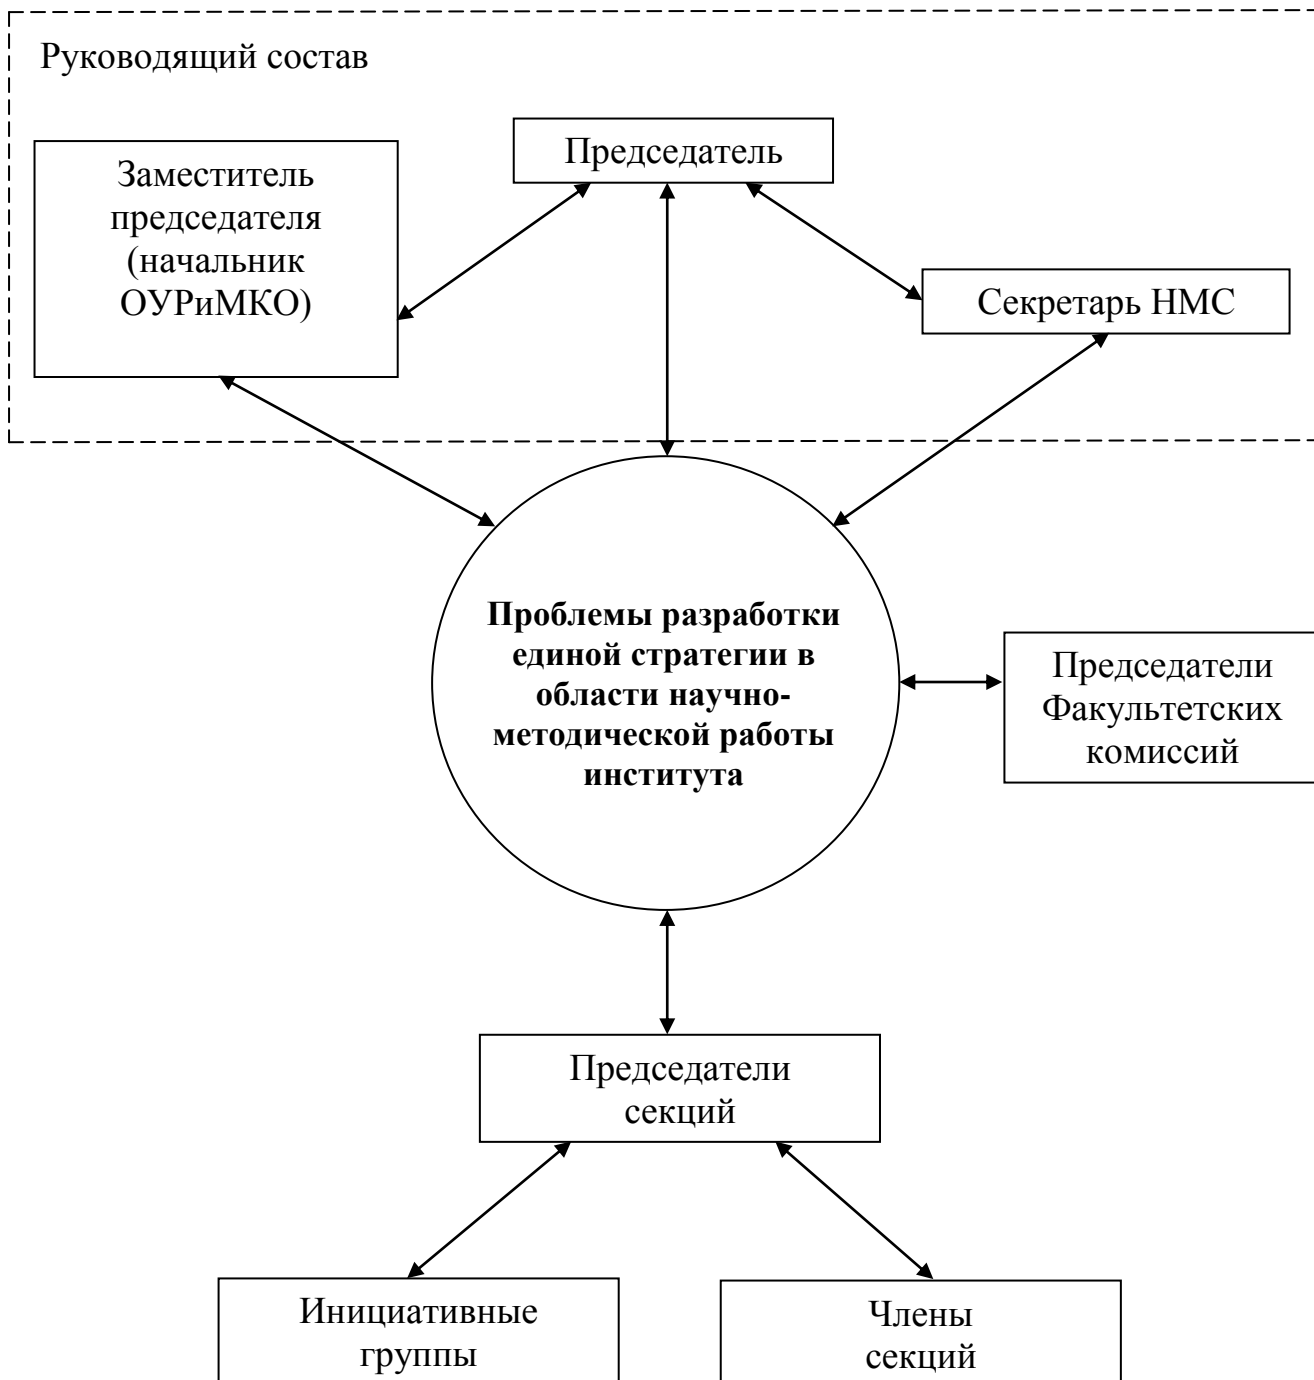 Руководящий состав
Председатель
Заместитель
председателя
(начальник
ОУРиМКО)
Секретарь НМС
Проблемы разработки
единой стратегии в
области научно-
методической работы
института
Председатели
Факультетских
комиссий
Председатели
секций
Инициативные
группы
Члены
секций